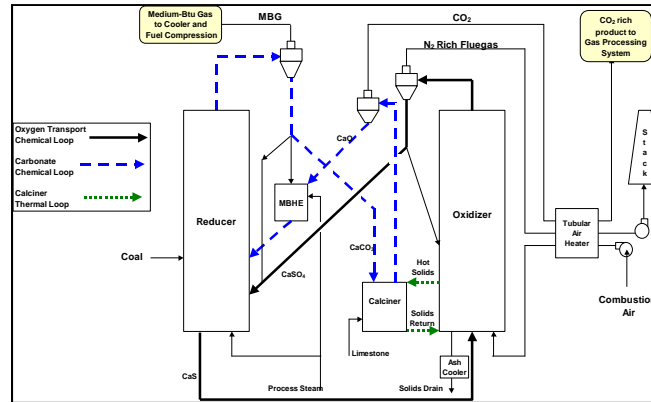 Medium-Btu Gas
to Cooler and
Fuel Compression
MBG
CO2
CO2 rich
product to
Gas Processing
System
N2 Rich Fluegas
Oxygen Transport
Chemical Loop
Carbonate
Chemical Loop
Calciner
Thermal Loop
CaO
Stack
Reducer
MBHE
Oxidizer
Tubular
Air
Heater
Coal
CaSO4
CaCO3
Hot
Solids
Calciner
Solids
Return
Combustion
Air
Limestone
Ash
Cooler
CaS
Process Steam
Solids Drain